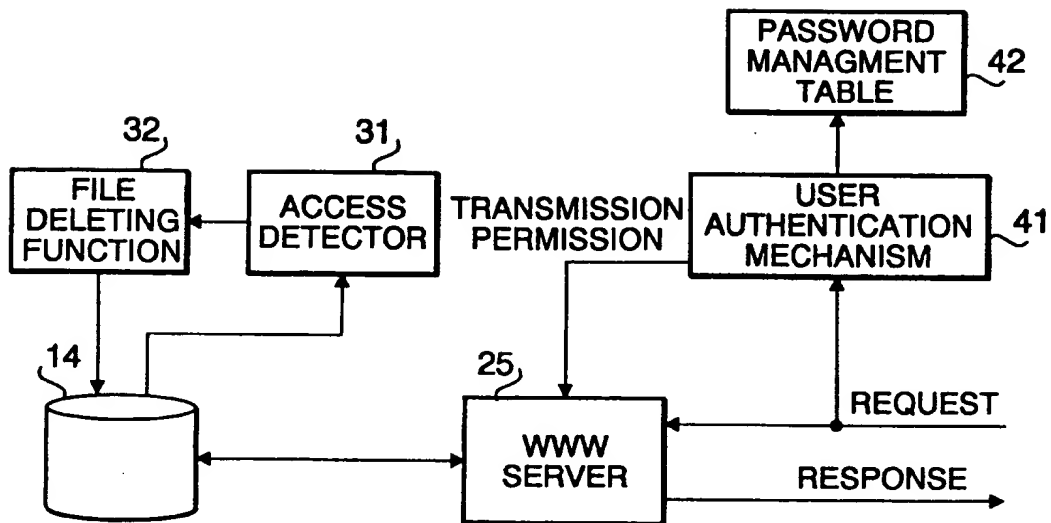 PASSWORD
MANAGMENT
TABLE
42
32
31
FILE
DELETING
FUNCTION
ACCESS
DETECTOR
TRANSMISSION
PERMISSION
USER
AUTHENTICATION
MECHANISM
41
14
25
WWW
SERVER
REQUEST
RESPONSE